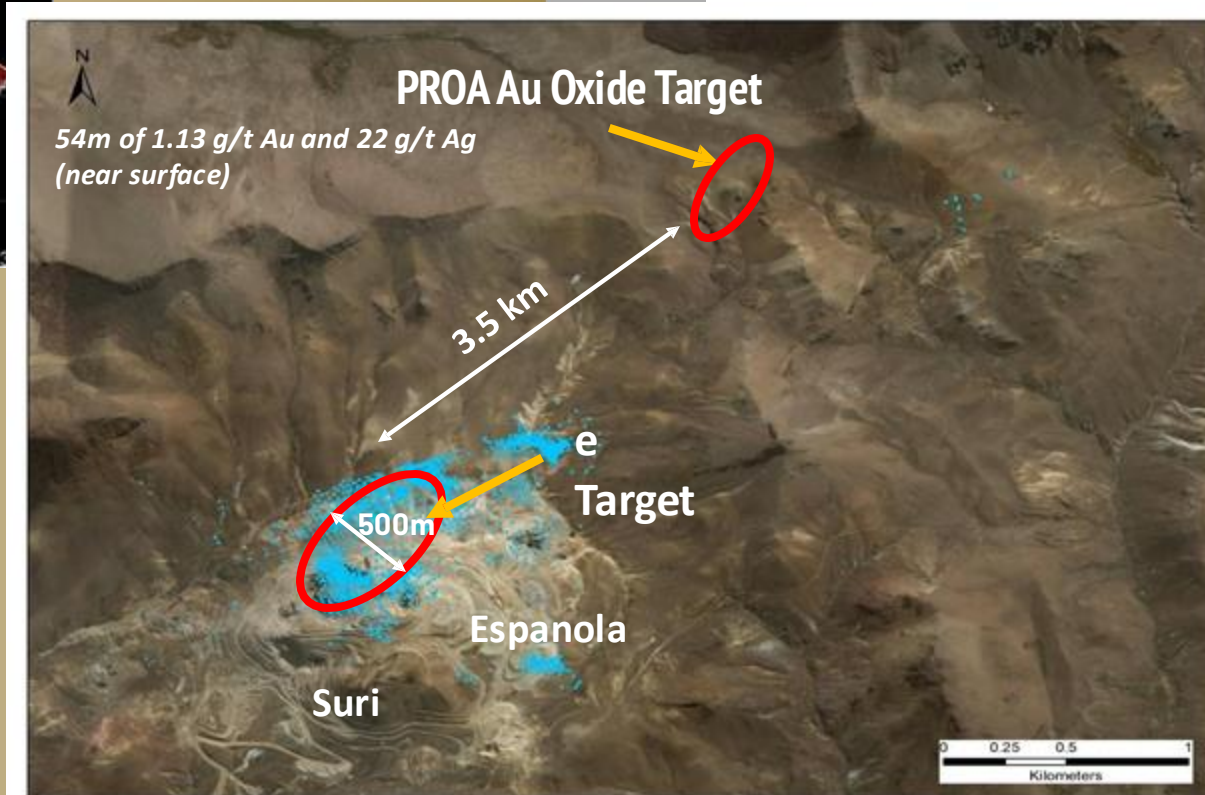 N
PROA Au Oxide Target
54m of 1.13 g/t Au and 22 g/t Ag
(near surface)
3.5 km
e
Target
500m
Espanola
Suri
0 0.25 0.5 1
Kilometers